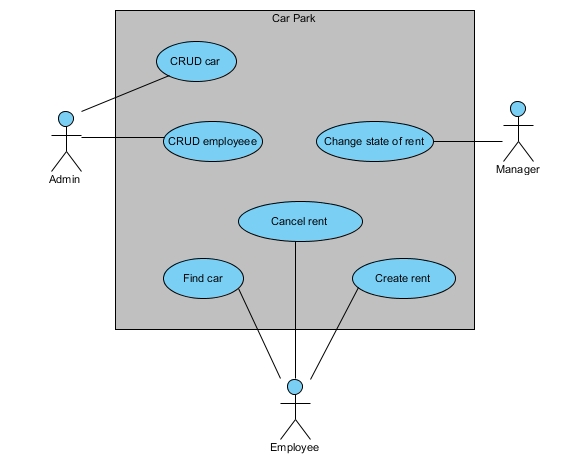 Car Park
CRUD car
CRUD employeee
Change state of rent
Admin
Manager
Cancel rent
Find car
Create rent
Employee